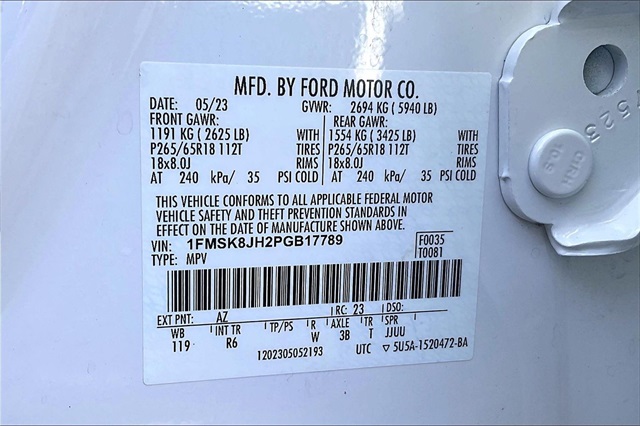 MFD. BY FORD MOTOR CO.
DATE: 05/23 GVWR: 2694 KG ( 5940 LB)
FRONT GAWR: REAR GAWR:
1191 KG ( 2625 LB) WITH 1554 KG ( 3425 LB) WITH
P265/65R18 112T TIRES P265/65R18 112T TIRES
18x8.0J RIMS 18x8.0J RIMS
AT 240 kPa/ 35 PSI COLD AT 240 kPa/ 35 PSI COLD
THIS VEHICLE CONFORMS TO ALL APPLICABLE FEDERAL MOTOR
VEHICLE SAFETY AND THEFT PREVENTION STANDARDS IN
EFFECT ON THE DATE OF MANUFACTURE SHOWN ABOVE.
VIN: 1FMSK8JH2PGB17789 F0035
TYPE: MPV T0081
EXT PNT: AZ RC: 23 DSO:
WB INT TR TP/PS R AXLE TR SPR
119 R6 W 3B T JJUU
1202305052193 UTC ▽ 5U5A-1520472-BA
7523
10.9